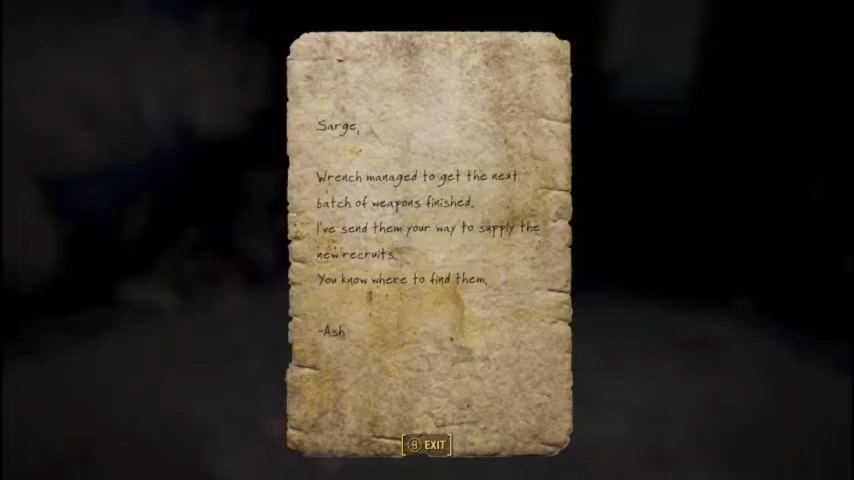 Sarge,
Wrench managed to get the next
batch of weapons finished.
I've send them your way to supply the
new recruits.
You know where to find them.
-Ash
B EXIT